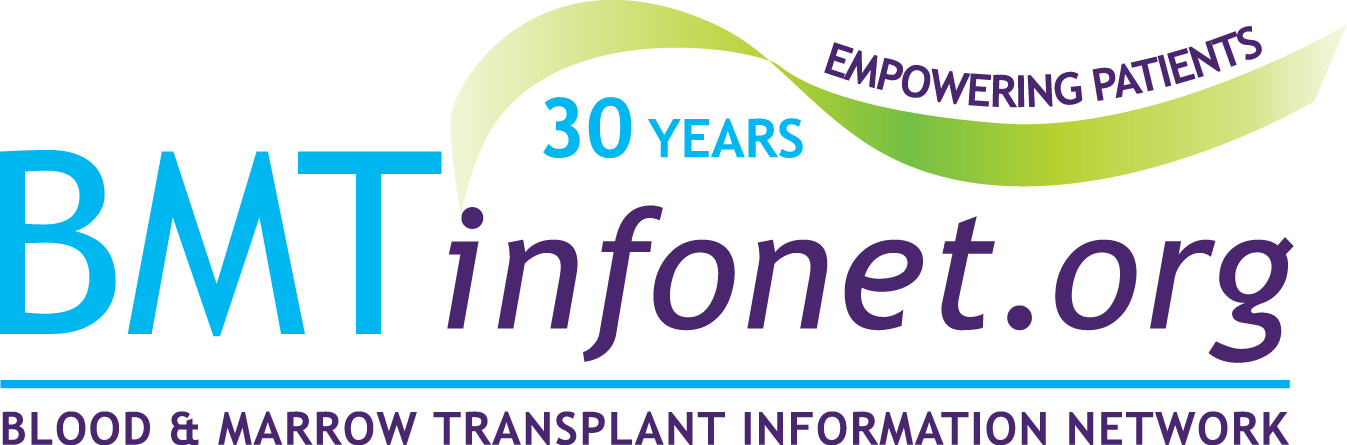 EMPOWERING PATIENTS
30 YEARS
BMTinfonet.org
BLOOD & MARROW TRANSPLANT INFORMATION NETWORK